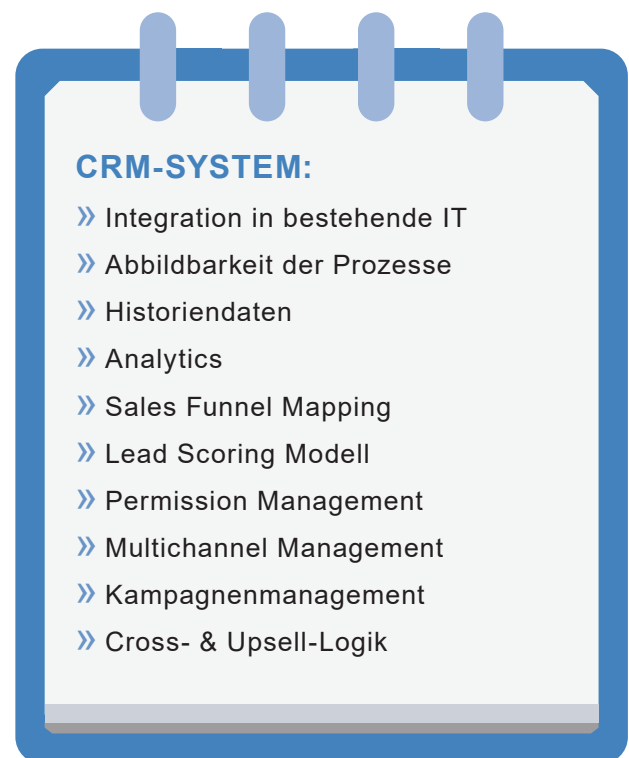 CRM-SYSTEM:
» Integration in bestehende IT
» Abbildbarkeit der Prozesse
» Historiendaten
» Analytics
» Sales Funnel Mapping
» Lead Scoring Modell
» Permission Management
» Multichannel Management
» Kampagnenmanagement
» Cross- & Upsell-Logik